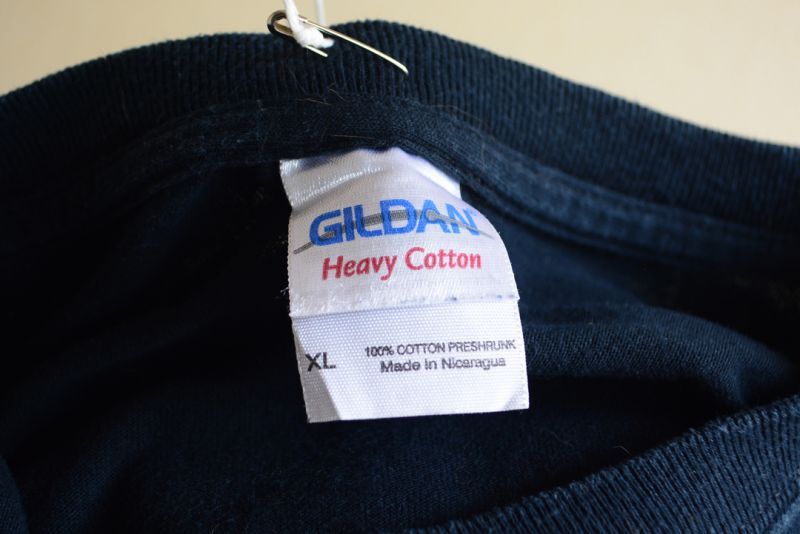 GILDAN
Heavy Cotton
XL
100% COTTON PRESHRUNK
Made in Nicaragua